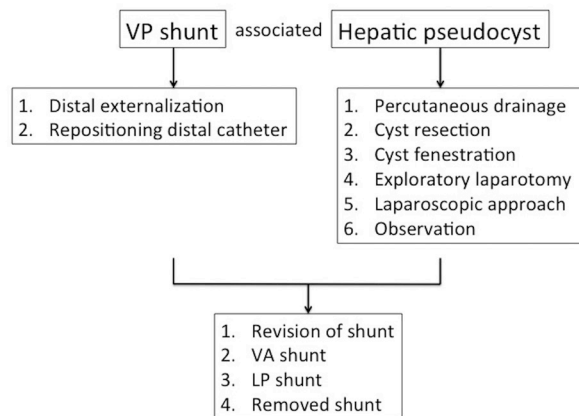 VP shunt associated Hepatic pseudocyst
1. Distal externalization
2. Repositioning distal catheter
1. Percutaneous drainage
2. Cyst resection
3. Cyst fenestration
4. Exploratory laparotomy
5. Laparoscopic approach
6. Observation
1. Revision of shunt
2. VA shunt
3. LP shunt
4. Removed shunt